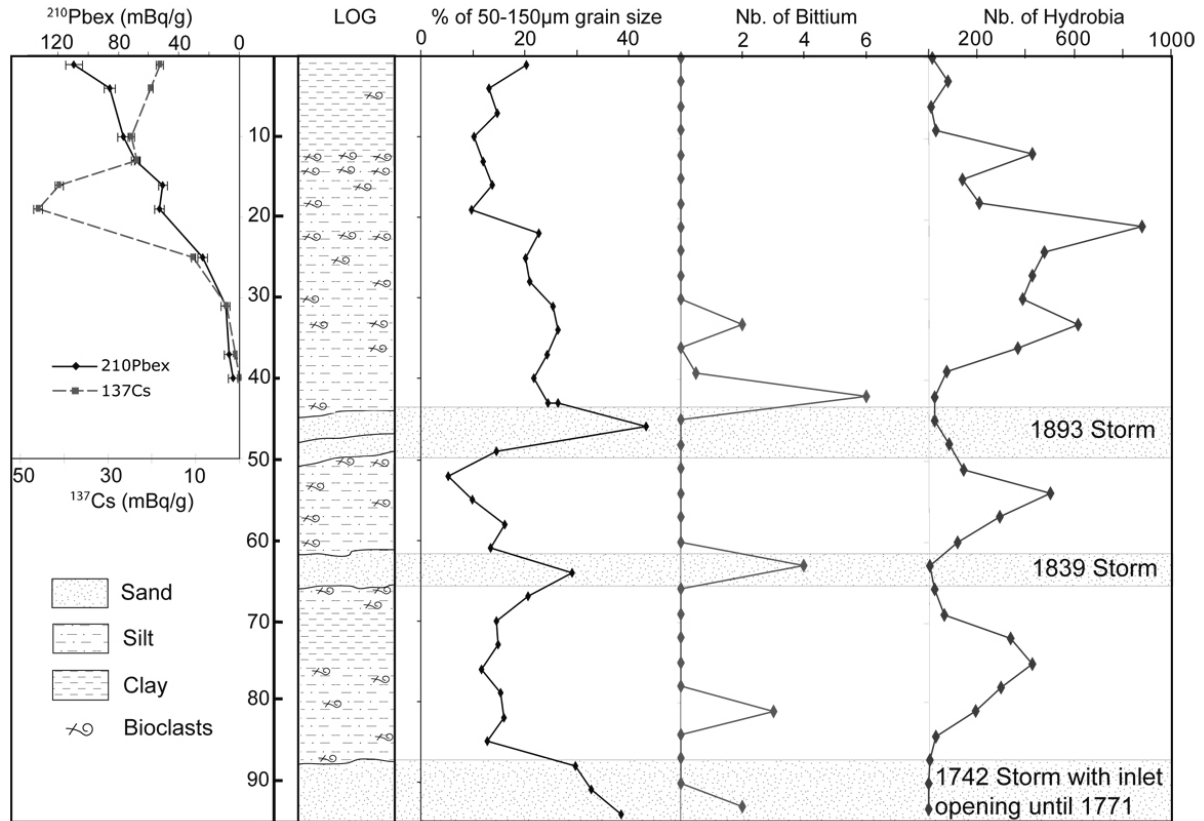 ²¹⁰Pbex (mBq/g)
LOG
% of 50-150µm grain size
Nb. of Bittium
Nb. of Hydrobia
120 80 40 0
0 20 40
0 2 4 6
200 600 1000
10
20
30
210Pbex
137Cs
40
1893 Storm
50
50 30 10
¹³⁷Cs (mBq/g)
60
1839 Storm
Sand
70
Silt
Clay
80
Bioclasts
90
1742 Storm with inlet
opening until 1771